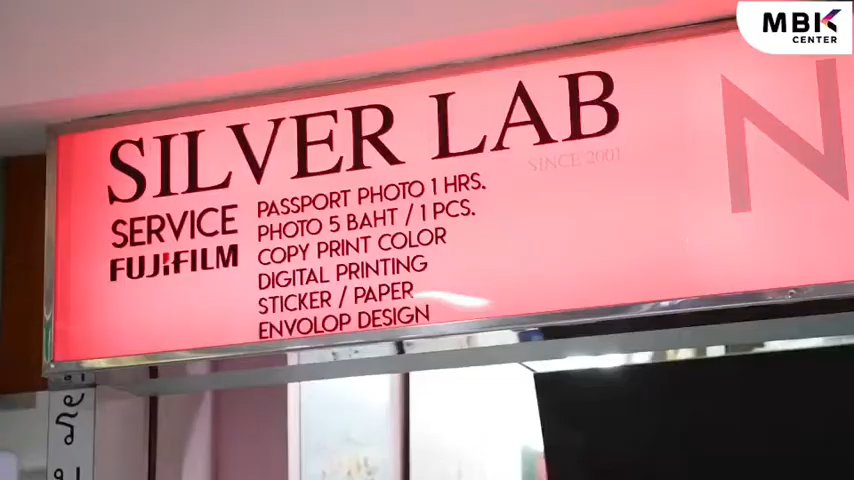 MBK
CENTER
SILVER LAB
SINCE 2001
SERVICE
FUJIFILM
PASSPORT PHOTO 1 HRS.
PHOTO 5 BAHT / 1 PCS.
COPY PRINT COLOR
DIGITAL PRINTING
STICKER / PAPER
ENVOLOP DESIGN
N